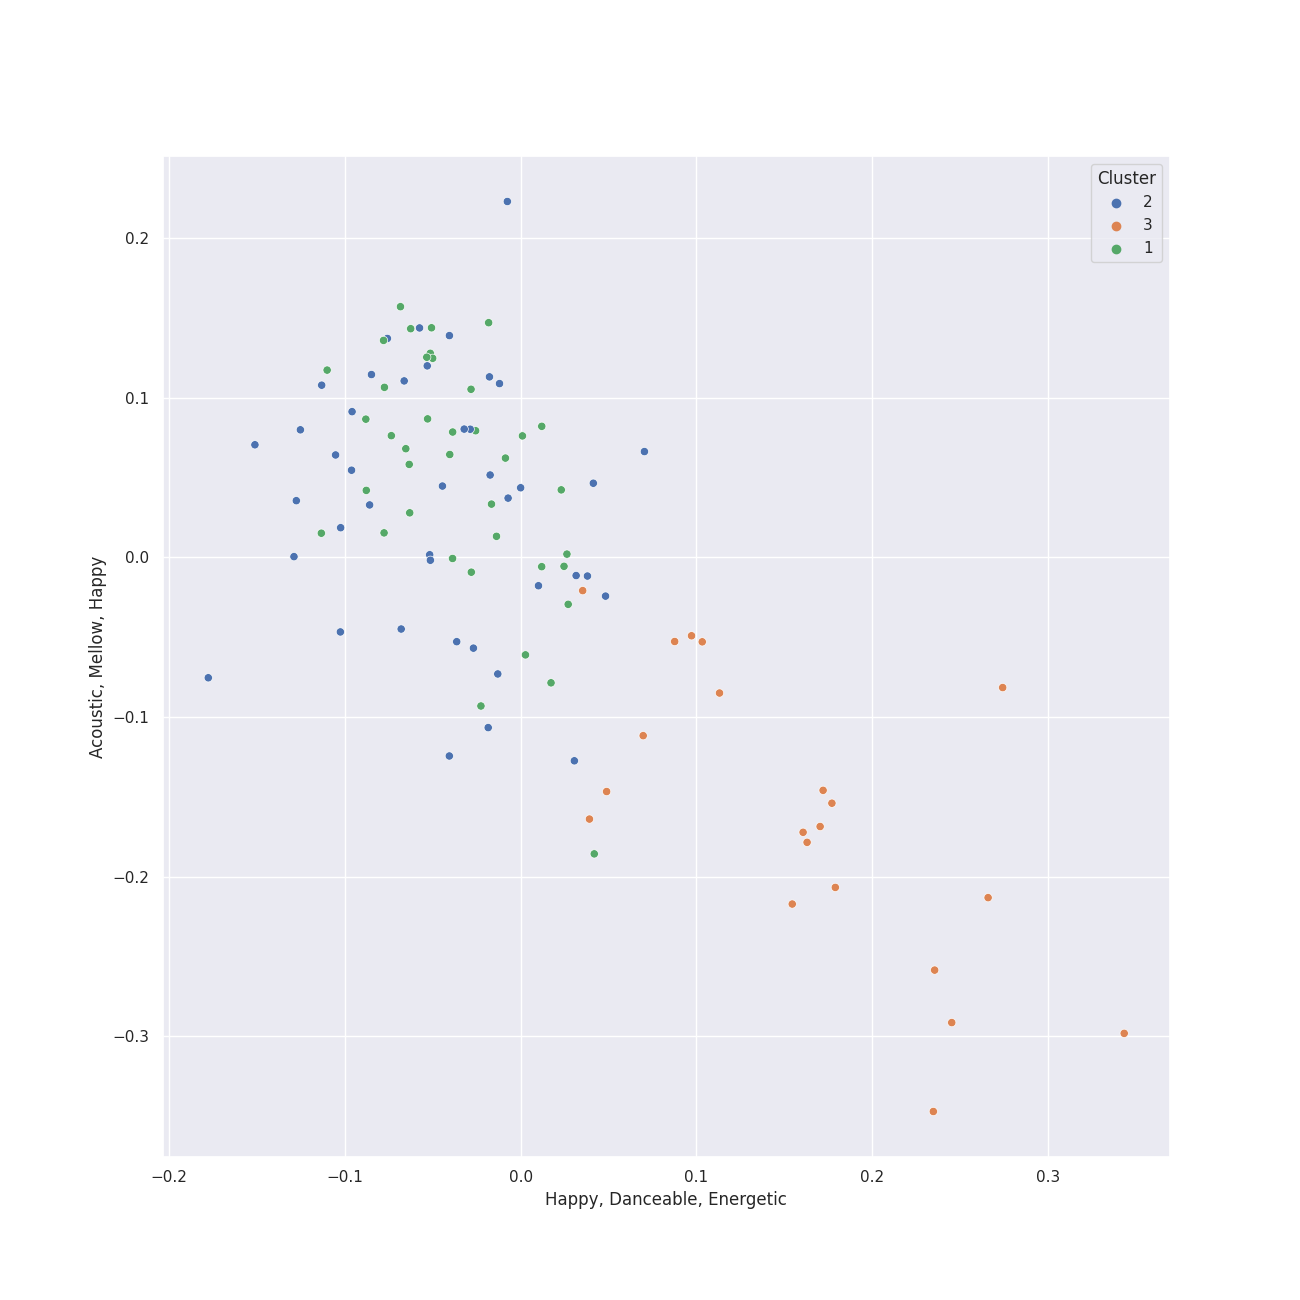 Cluster
2
3
1
0.2
0.1
0.0
−0.1
−0.2
−0.3
Acoustic, Mellow, Happy
−0.2 −0.1 0.0 0.1 0.2 0.3
Happy, Danceable, Energetic